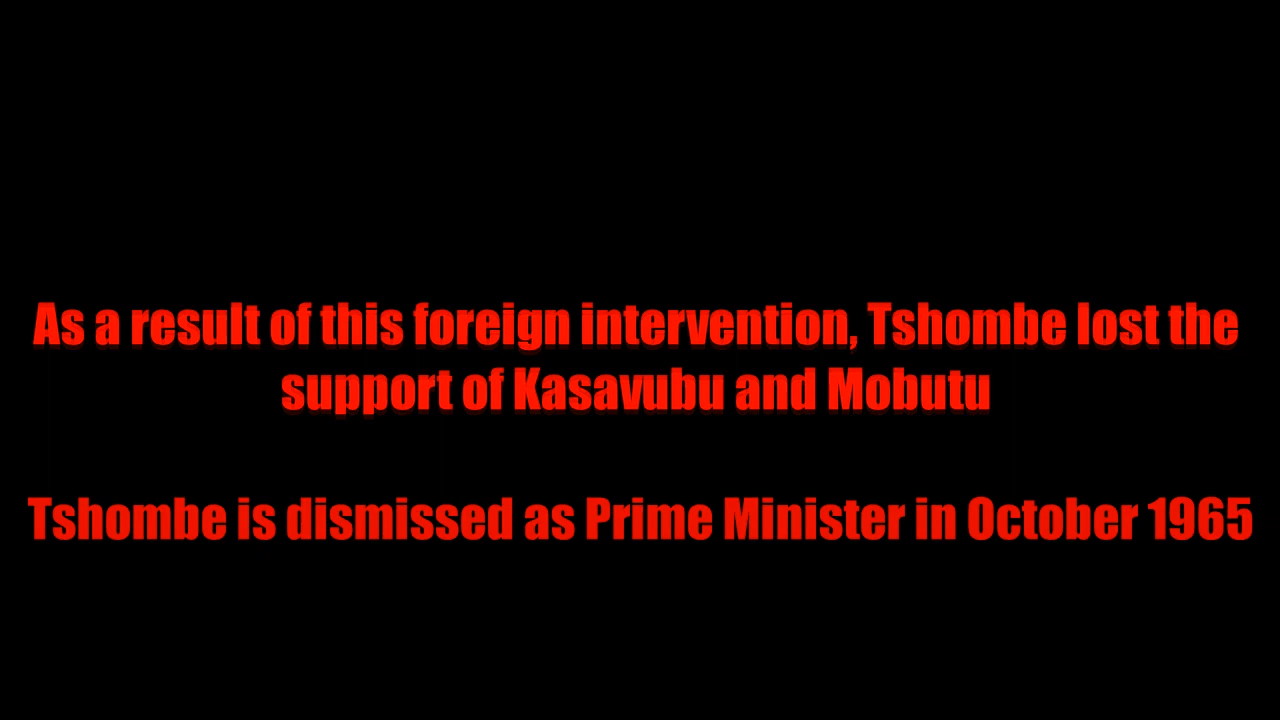 As a result of this foreign intervention, Tshombe lost the
support of Kasavubu and Mobutu
Tshombe is dismissed as Prime Minister in October 1965